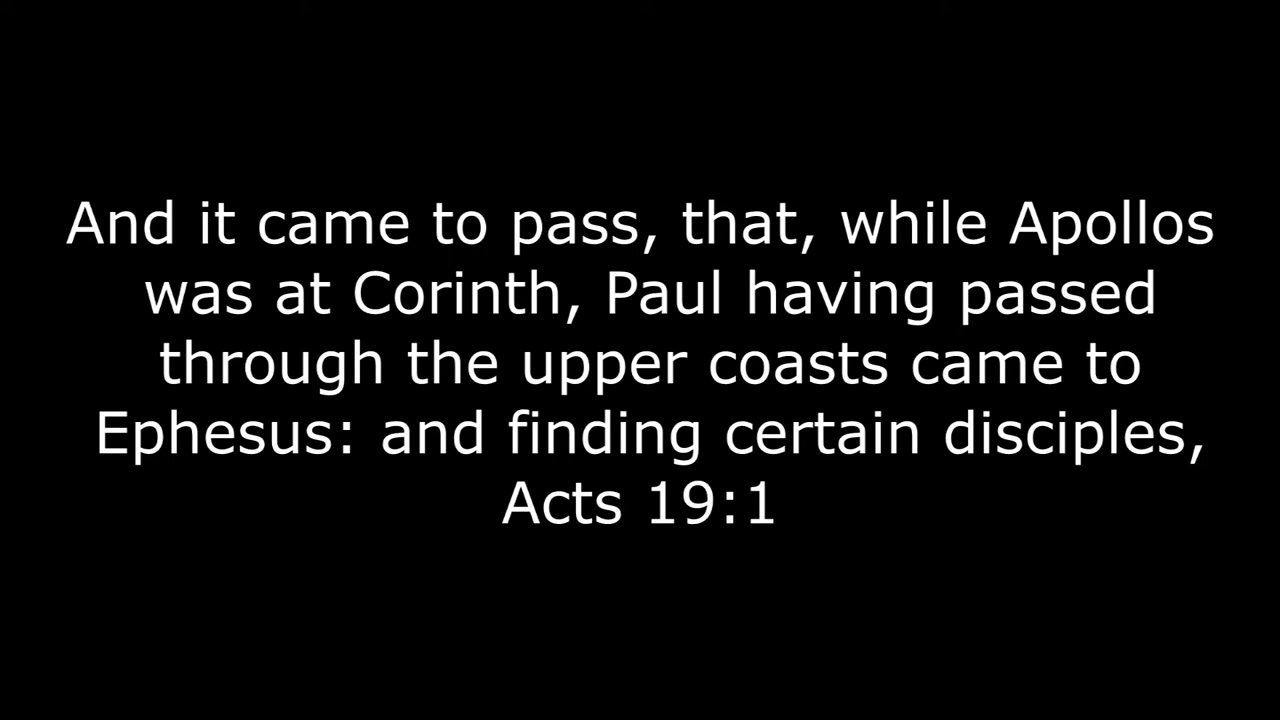 And it came to pass, that, while Apollos
was at Corinth, Paul having passed
through the upper coasts came to
Ephesus: and finding certain disciples,
Acts 19:1